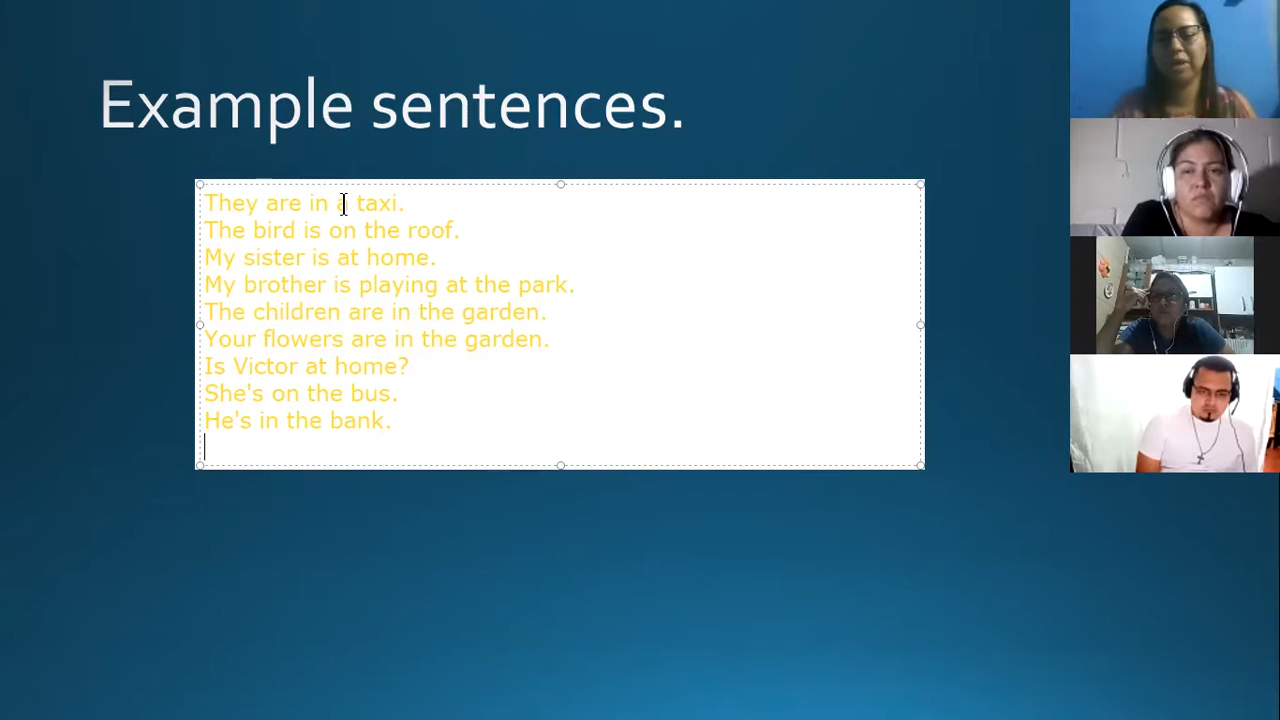 Example sentences.
They are in a taxi.
The bird is on the roof.
My sister is at home.
My brother is playing at the park.
The children are in the garden.
Your flowers are in the garden.
Is Victor at home?
She's on the bus.
He's in the bank.